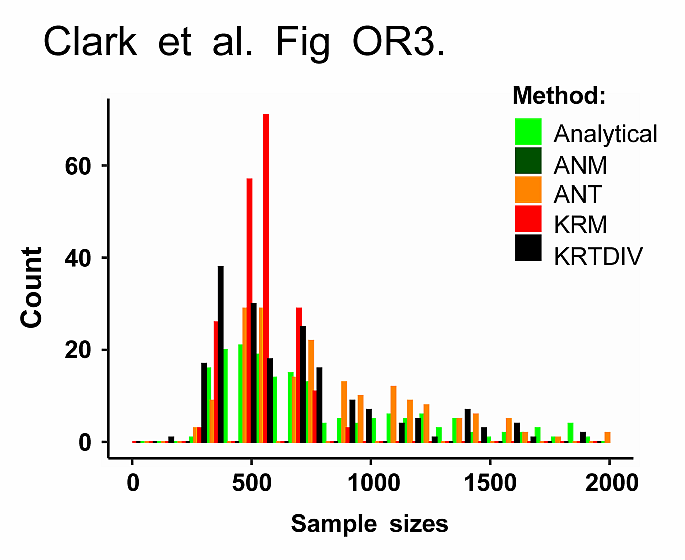 Clark et al. Fig OR3.
Method:
Analytical
ANM
ANT
KRM
KRTDIV
Count
60
40
20
0
0 500 1000 1500 2000
Sample sizes